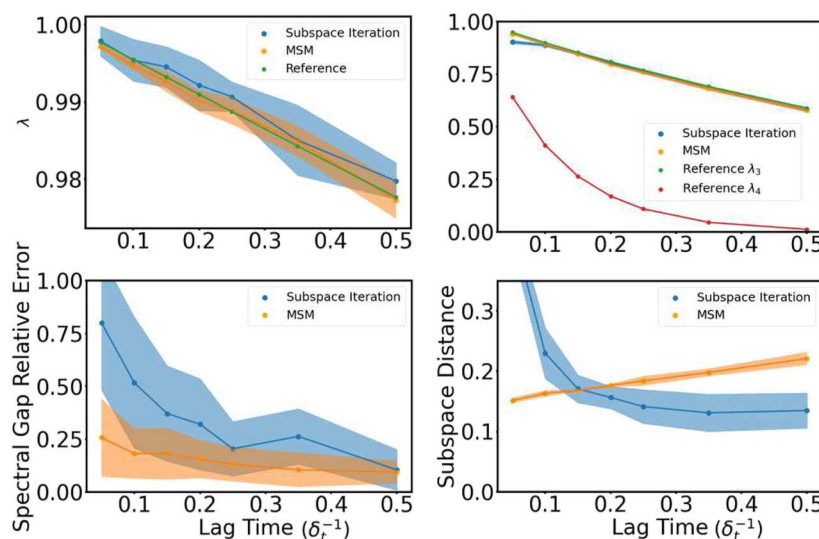 1.00
0.99
0.98
λ
Subspace Iteration
MSM
Reference
0.1 0.2 0.3 0.4 0.5
1.00
0.75
0.50
0.25
0.00
Subspace Iteration
MSM
Reference λ₃
Reference λ₄
0.1 0.2 0.3 0.4 0.5
Spectral Gap Relative Error
1.00
0.75
0.50
0.25
0.00
Subspace Iteration
MSM
0.1 0.2 0.3 0.4 0.5
Lag Time (δₜ⁻¹)
Subspace Distance
0.3
0.2
0.1
0.0
Subspace Iteration
MSM
0.1 0.2 0.3 0.4 0.5
Lag Time (δₜ⁻¹)